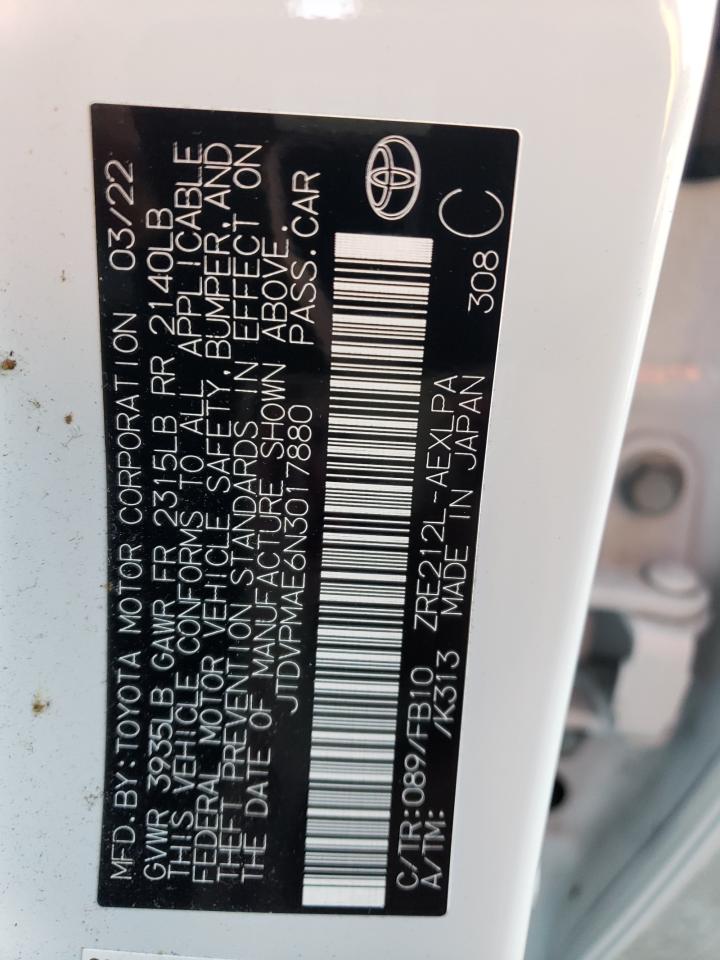 MFD.BY:TOYOTA MOTOR CORPORATION 03/22
GVWR 3935LB GAWR FR 2315LB RR 2140LB
THIS VEHICLE CONFORMS TO ALL APPLICABLE
FEDERAL MOTOR VEHICLE SAFETY,BUMPER,AND
THEFT PREVENTION STANDARDS IN EFFECT ON
THE DATE OF MANUFACTURE SHOWN ABOVE.
JTDVPMAE6N3017880 PASS.CAR
C/TR:089/FB10 ZRE212L-AEXLPA 308 C
A/TM: /K313 MADE IN JAPAN